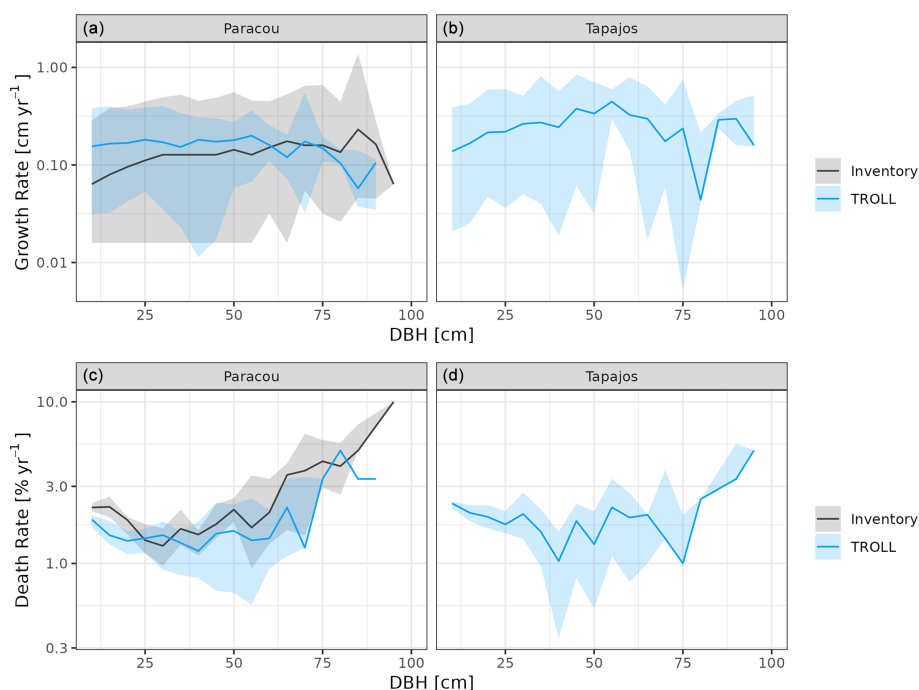 (a) Paracou
(b) Tapajos
Growth Rate [cm yr⁻¹ ]
1.00
0.10
0.01
25 50 75 100
25 50 75 100
DBH [cm]
Inventory
TROLL
(c) Paracou
(d) Tapajos
Death Rate [% yr⁻¹ ]
10.0
3.0
1.0
0.3
25 50 75 100
25 50 75 100
DBH [cm]
Inventory
TROLL